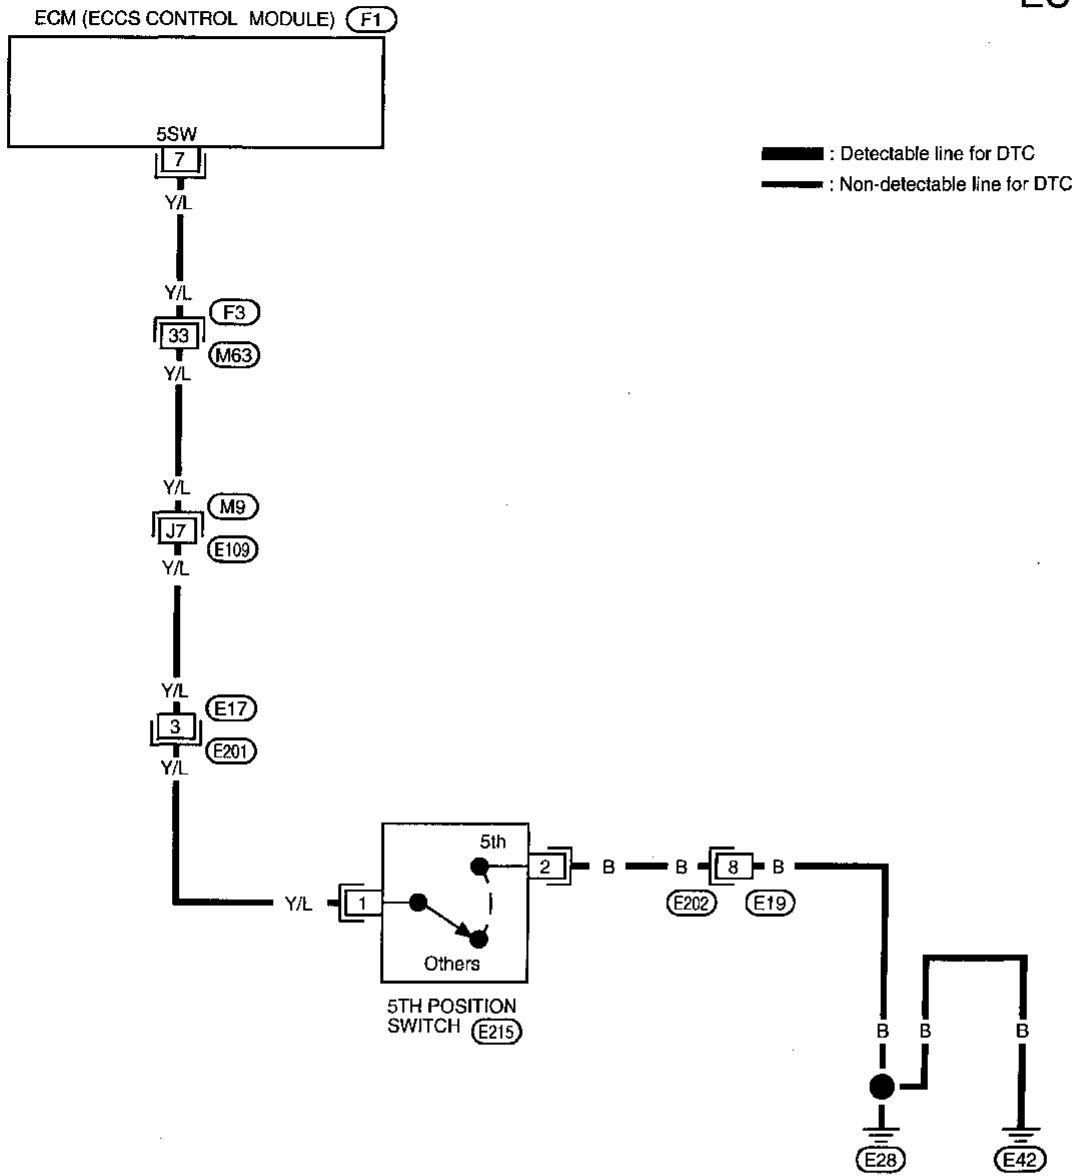 ECM (ECCS CONTROL MODULE) F1
5SW
7
: Detectable line for DTC
: Non-detectable line for DTC
Y/L
Y/L
F3
33
M63
Y/L
Y/L
M9
J7
E109
Y/L
Y/L
E17
3
E201
Y/L
5th
2 B B 8 B
Y/L 1
E202 E19
Others
5TH POSITION
SWITCH E215
B B B
E28 E42